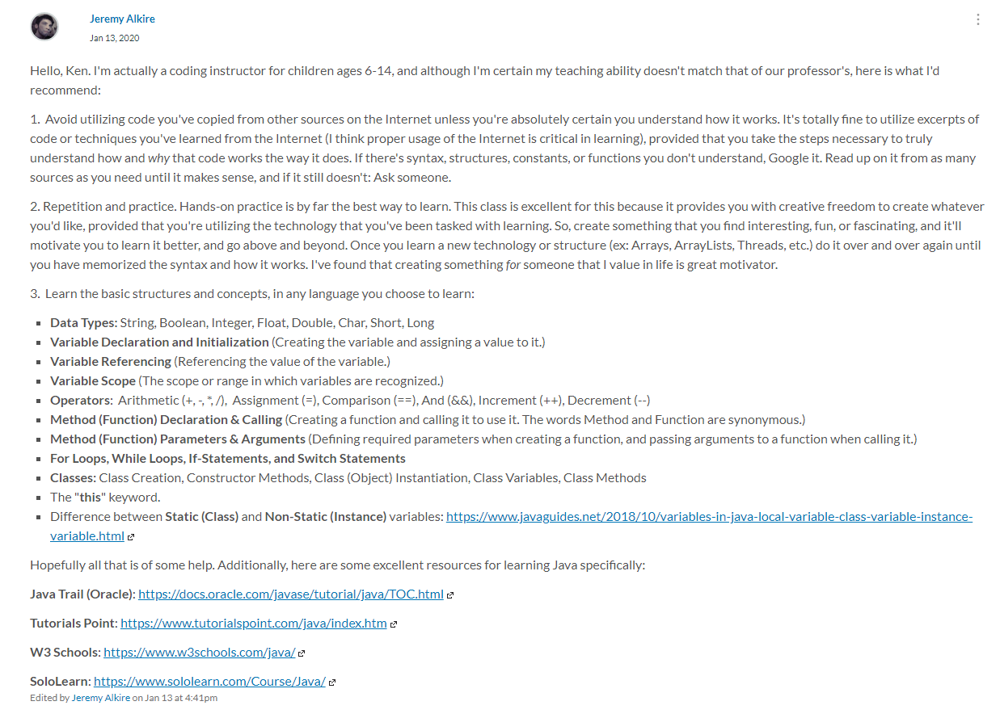 Jeremy Alkire
Jan 13, 2020
Hello, Ken. I'm actually a coding instructor for children ages 6-14, and although I'm certain my teaching ability doesn't match that of our professor's, here is what I'd
recommend:
1.  Avoid utilizing code you've copied from other sources on the Internet unless you're absolutely certain you understand how it works. It's totally fine to utilize excerpts of
code or techniques you've learned from the Internet (I think proper usage of the Internet is critical in learning), provided that you take the steps necessary to truly
understand how and why that code works the way it does. If there's syntax, structures, constants, or functions you don't understand, Google it. Read up on it from as many
sources as you need until it makes sense, and if it still doesn't: Ask someone.
2. Repetition and practice. Hands-on practice is by far the best way to learn. This class is excellent for this because it provides you with creative freedom to create whatever
you'd like, provided that you're utilizing the technology that you've been tasked with learning. So, create something that you find interesting, fun, or fascinating, and it'll
motivate you to learn it better, and go above and beyond. Once you learn a new technology or structure (ex: Arrays, ArrayLists, Threads, etc.) do it over and over again until
you have memorized the syntax and how it works. I've found that creating something for someone that I value in life is great motivator.
3.  Learn the basic structures and concepts, in any language you choose to learn:
▪ Data Types: String, Boolean, Integer, Float, Double, Char, Short, Long
▪ Variable Declaration and Initialization (Creating the variable and assigning a value to it.)
▪ Variable Referencing (Referencing the value of the variable.)
▪ Variable Scope (The scope or range in which variables are recognized.)
▪ Operators:  Arithmetic (+, -, *, /),  Assignment (=), Comparison (==), And (&&), Increment (++), Decrement (--)
▪ Method (Function) Declaration & Calling (Creating a function and calling it to use it. The words Method and Function are synonymous.)
▪ Method (Function) Parameters & Arguments (Defining required parameters when creating a function, and passing arguments to a function when calling it.)
▪ For Loops, While Loops, If-Statements, and Switch Statements
▪ Classes: Class Creation, Constructor Methods, Class (Object) Instantiation, Class Variables, Class Methods
▪ The "this" keyword.
▪ Difference between Static (Class) and Non-Static (Instance) variables: https://www.javaguides.net/2018/10/variables-in-java-local-variable-class-variable-instance-
variable.html
Hopefully all that is of some help. Additionally, here are some excellent resources for learning Java specifically:
Java Trail (Oracle): https://docs.oracle.com/javase/tutorial/java/TOC.html
Tutorials Point: https://www.tutorialspoint.com/java/index.htm
W3 Schools: https://www.w3schools.com/java/
SoloLearn: https://www.sololearn.com/Course/Java/
Edited by Jeremy Alkire on Jan 13 at 4:41pm